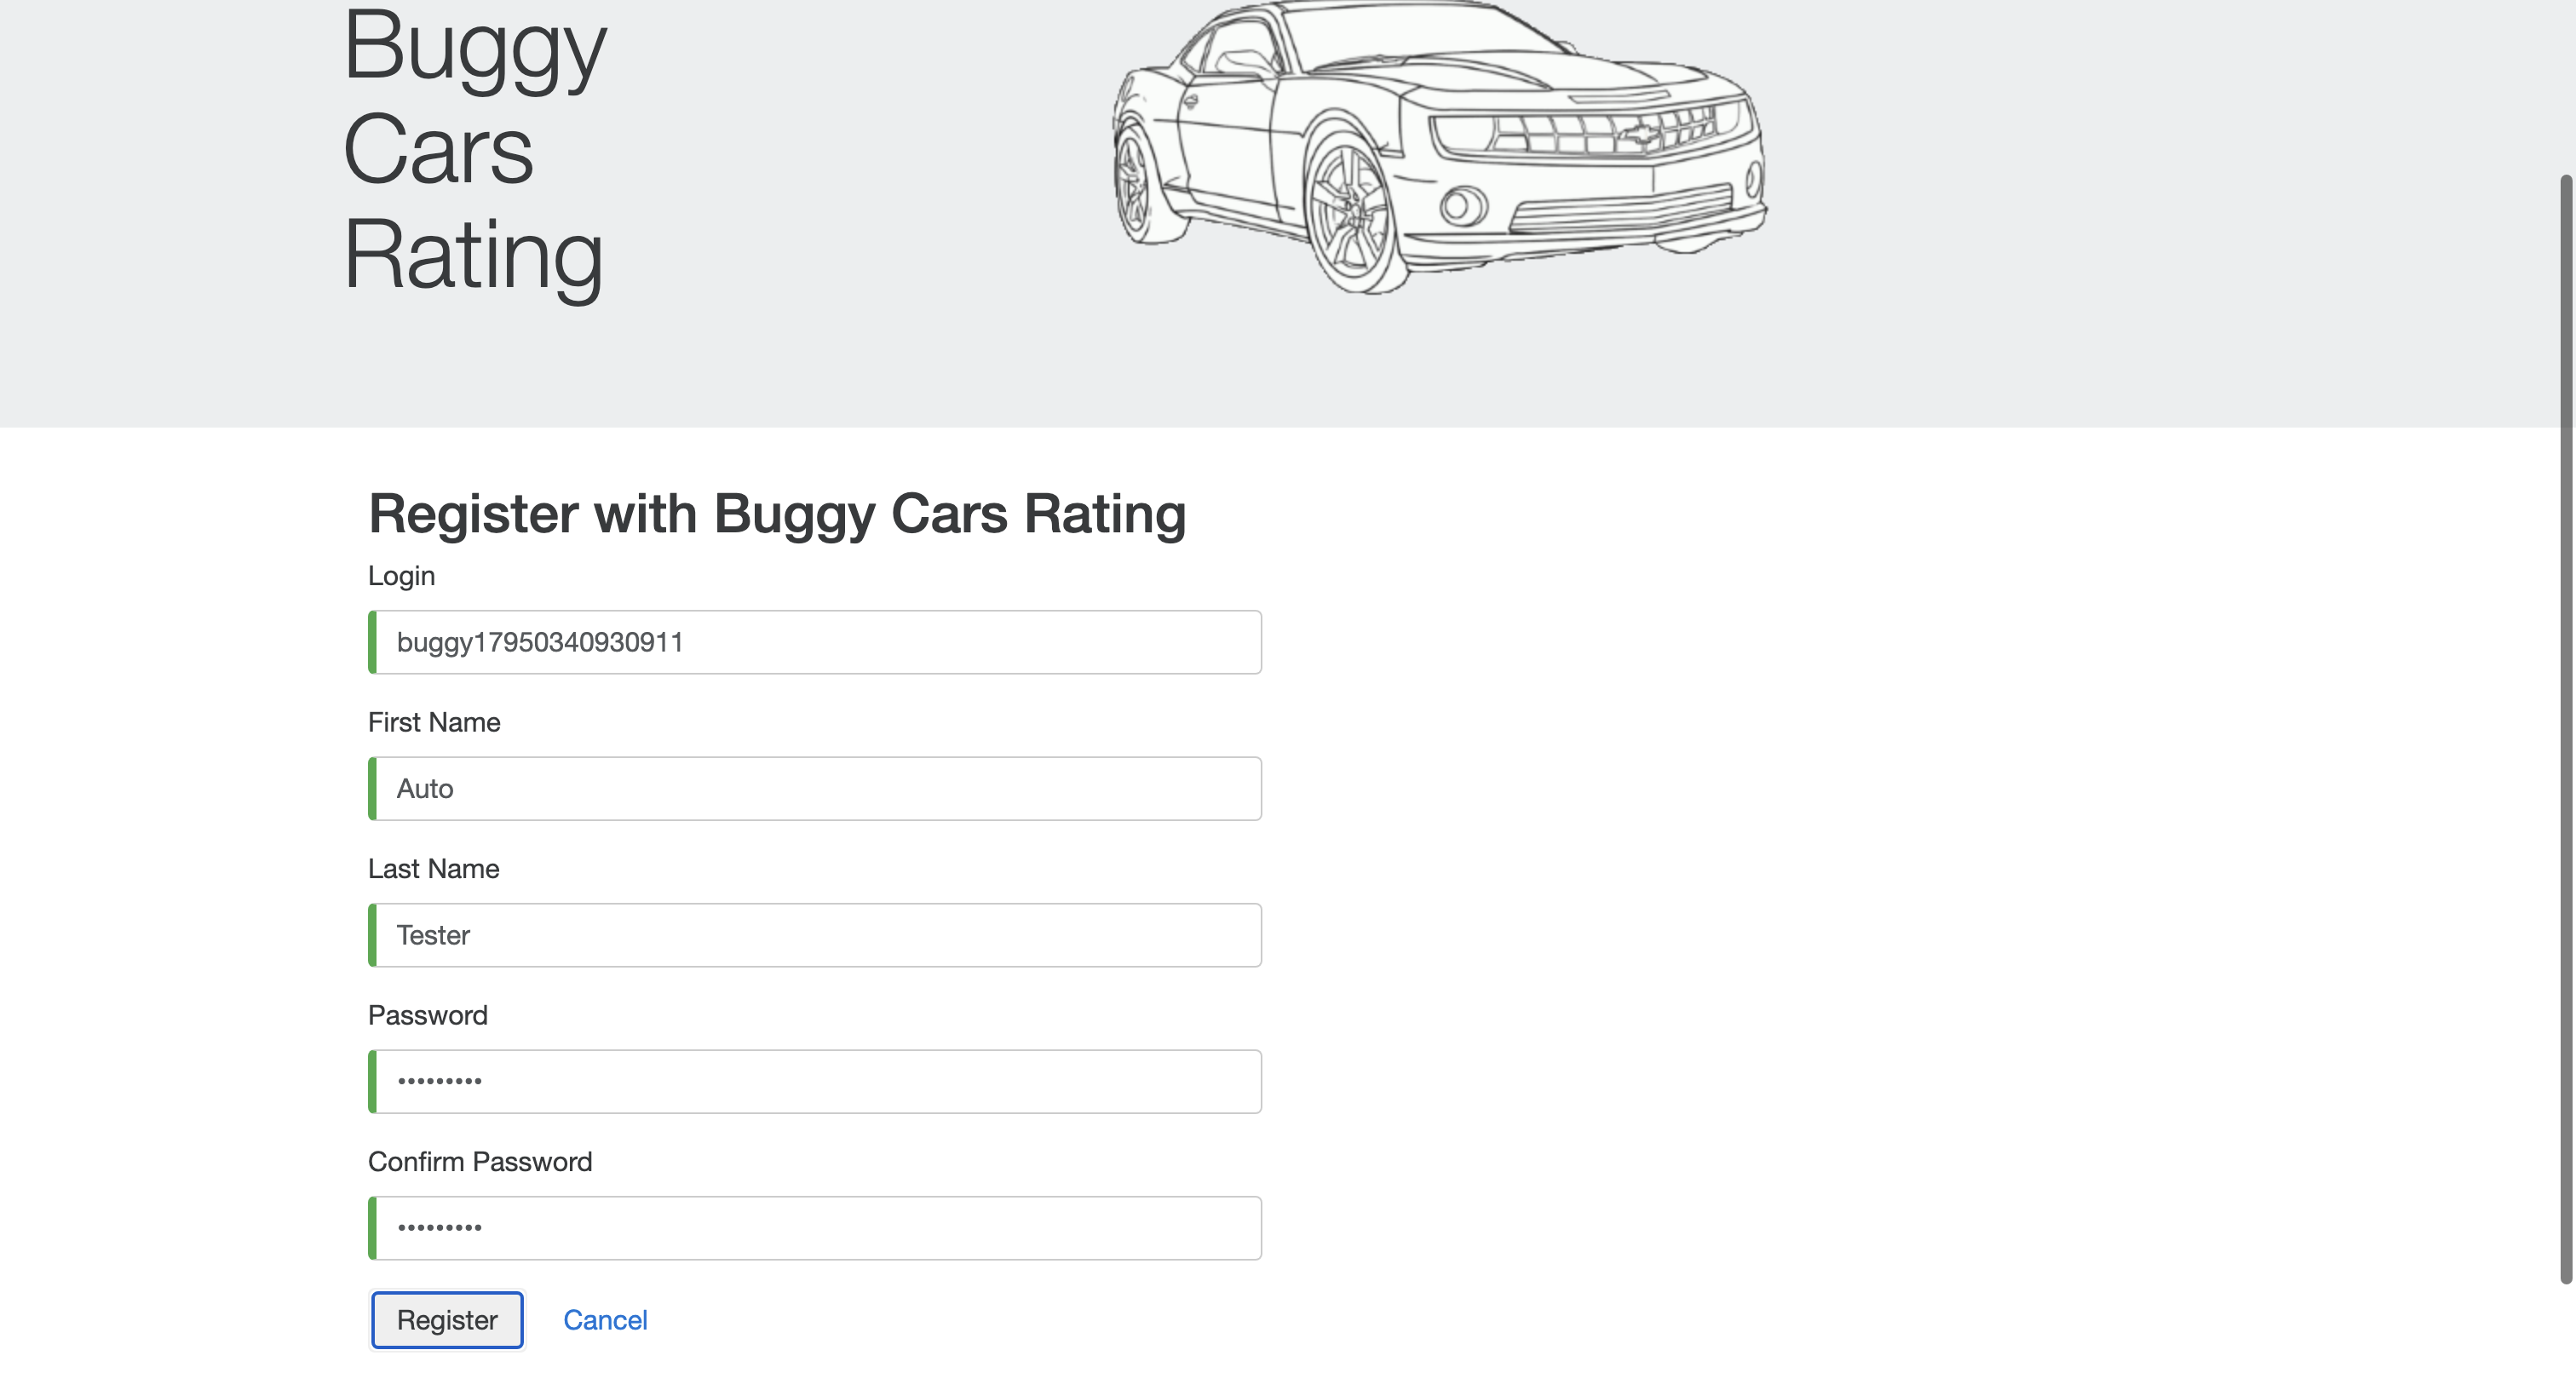 Buggy
Cars
Rating
Register with Buggy Cars Rating
Login
buggy17950340930911
First Name
Auto
Last Name
Tester
Password
•••••••••
Confirm Password
•••••••••
Register Cancel